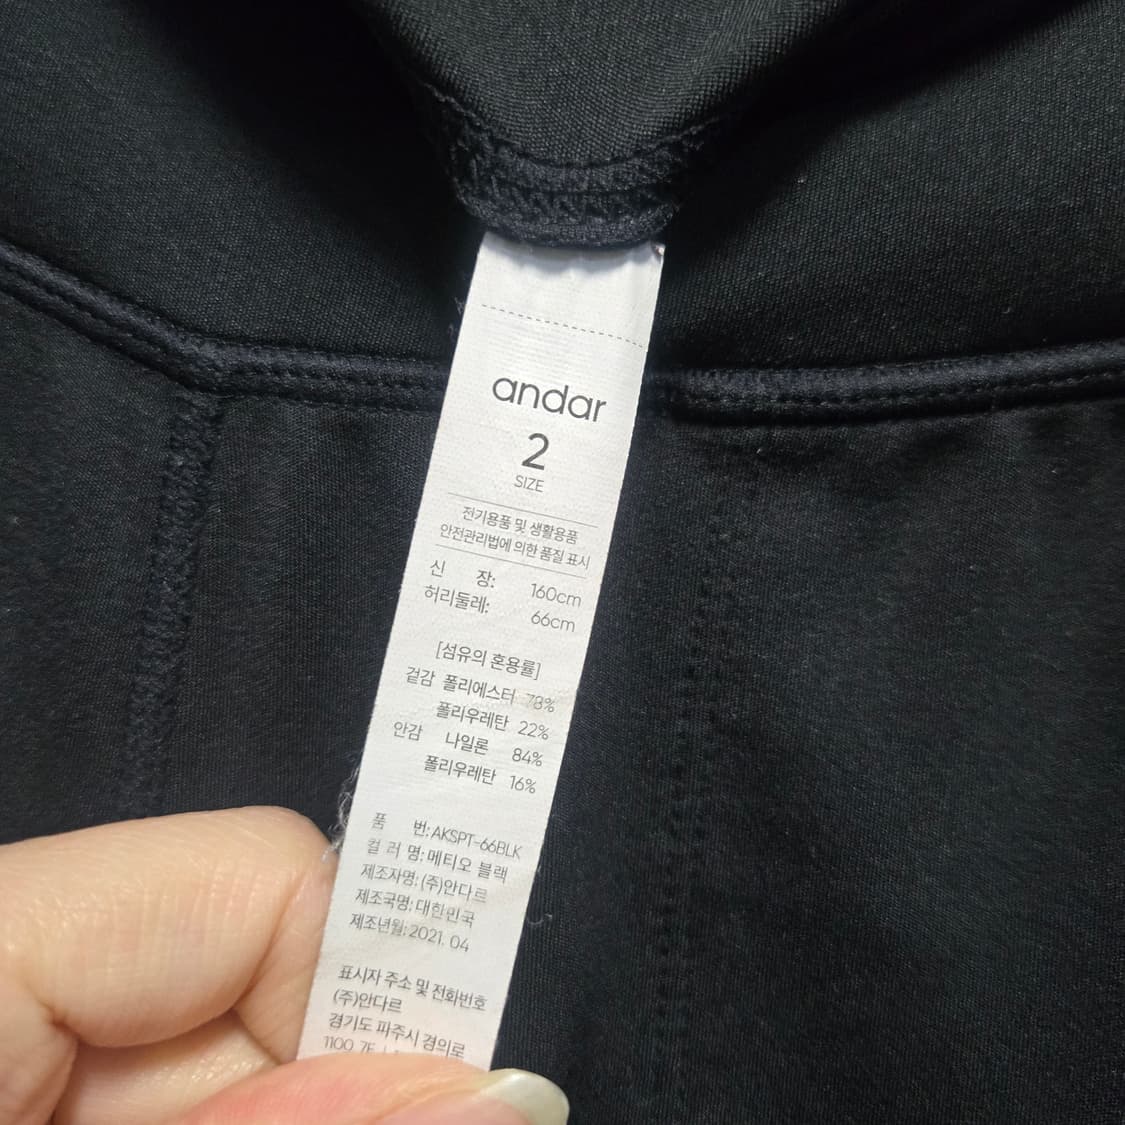 andar
2
SIZE
전기용품 및 생활용품
안전관리법에 의한 품질 표시
신 장: 160cm
허리둘레: 66cm
[섬유의 혼용률]
겉감 폴리에스터 78%
폴리우레탄 22%
안감 나일론 84%
폴리우레탄 16%
품 번: AKSPT-66BLK
컬 러 명: 메티오 블랙
제조자명: (주)안다르
제조국명: 대한민국
제조년월: 2021. 04
표시자 주소 및 전화번호
(주)안다르
경기도 파주시 경의로
1100 7F